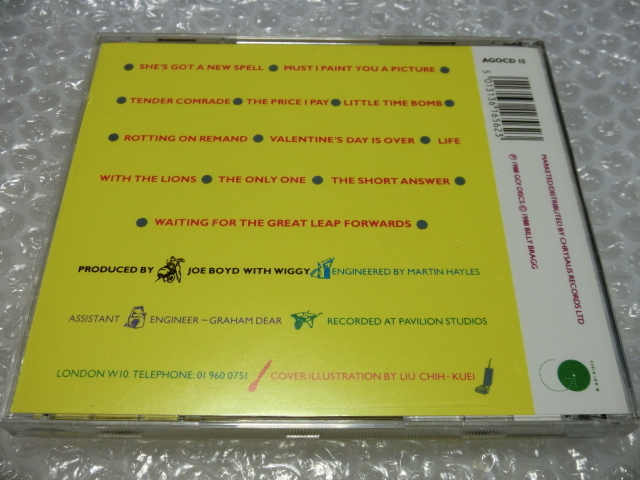 SHE'S GOT A NEW SPELL ● MUST I PAINT YOU A PICTURE
TENDER COMRADE ● THE PRICE I PAY ● LITTLE TIME BOMB
ROTTING ON REMAND ● VALENTINE'S DAY IS OVER ● LIFE
WITH THE LIONS ● THE ONLY ONE ● THE SHORT ANSWER
WAITING FOR THE GREAT LEAP FORWARDS
PRODUCED BY JOE BOYD WITH WIGGY ENGINEERED BY MARTIN HAYLES
ASSISTANT ENGINEER – GRAHAM DEAR RECORDED AT PAVILION STUDIOS
LONDON W10. TELEPHONE: 01 960 0751 COVER ILLUSTRATION BY LIU CHIH-KUEI
AGOCD 15
5 013136 165623
MARKETED/DISTRIBUTED BY CHRYSALIS RECORDS LTD
℗ 1988 GO! DISCS © 1988 BILLY BRAGG